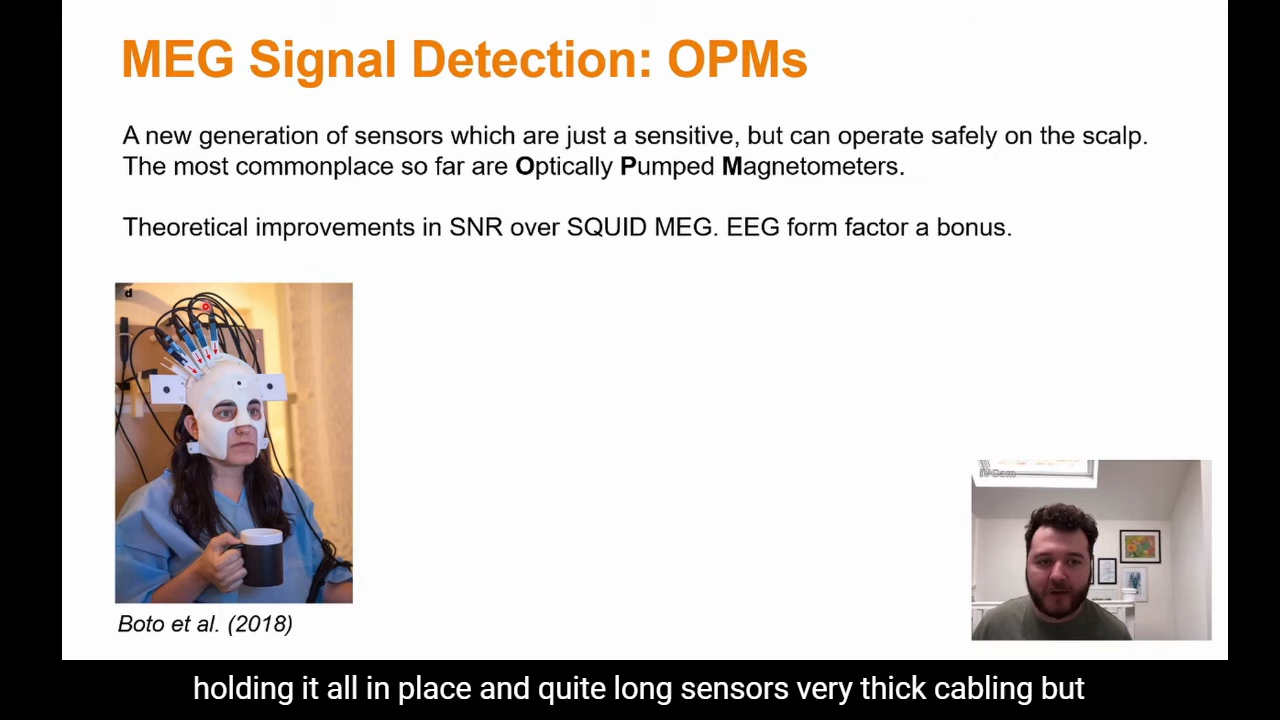 MEG Signal Detection: OPMs
A new generation of sensors which are just a sensitive, but can operate safely on the scalp.
The most commonplace so far are Optically Pumped Magnetometers.
Theoretical improvements in SNR over SQUID MEG. EEG form factor a bonus.
d
Boto et al. (2018)
holding it all in place and quite long sensors very thick cabling but